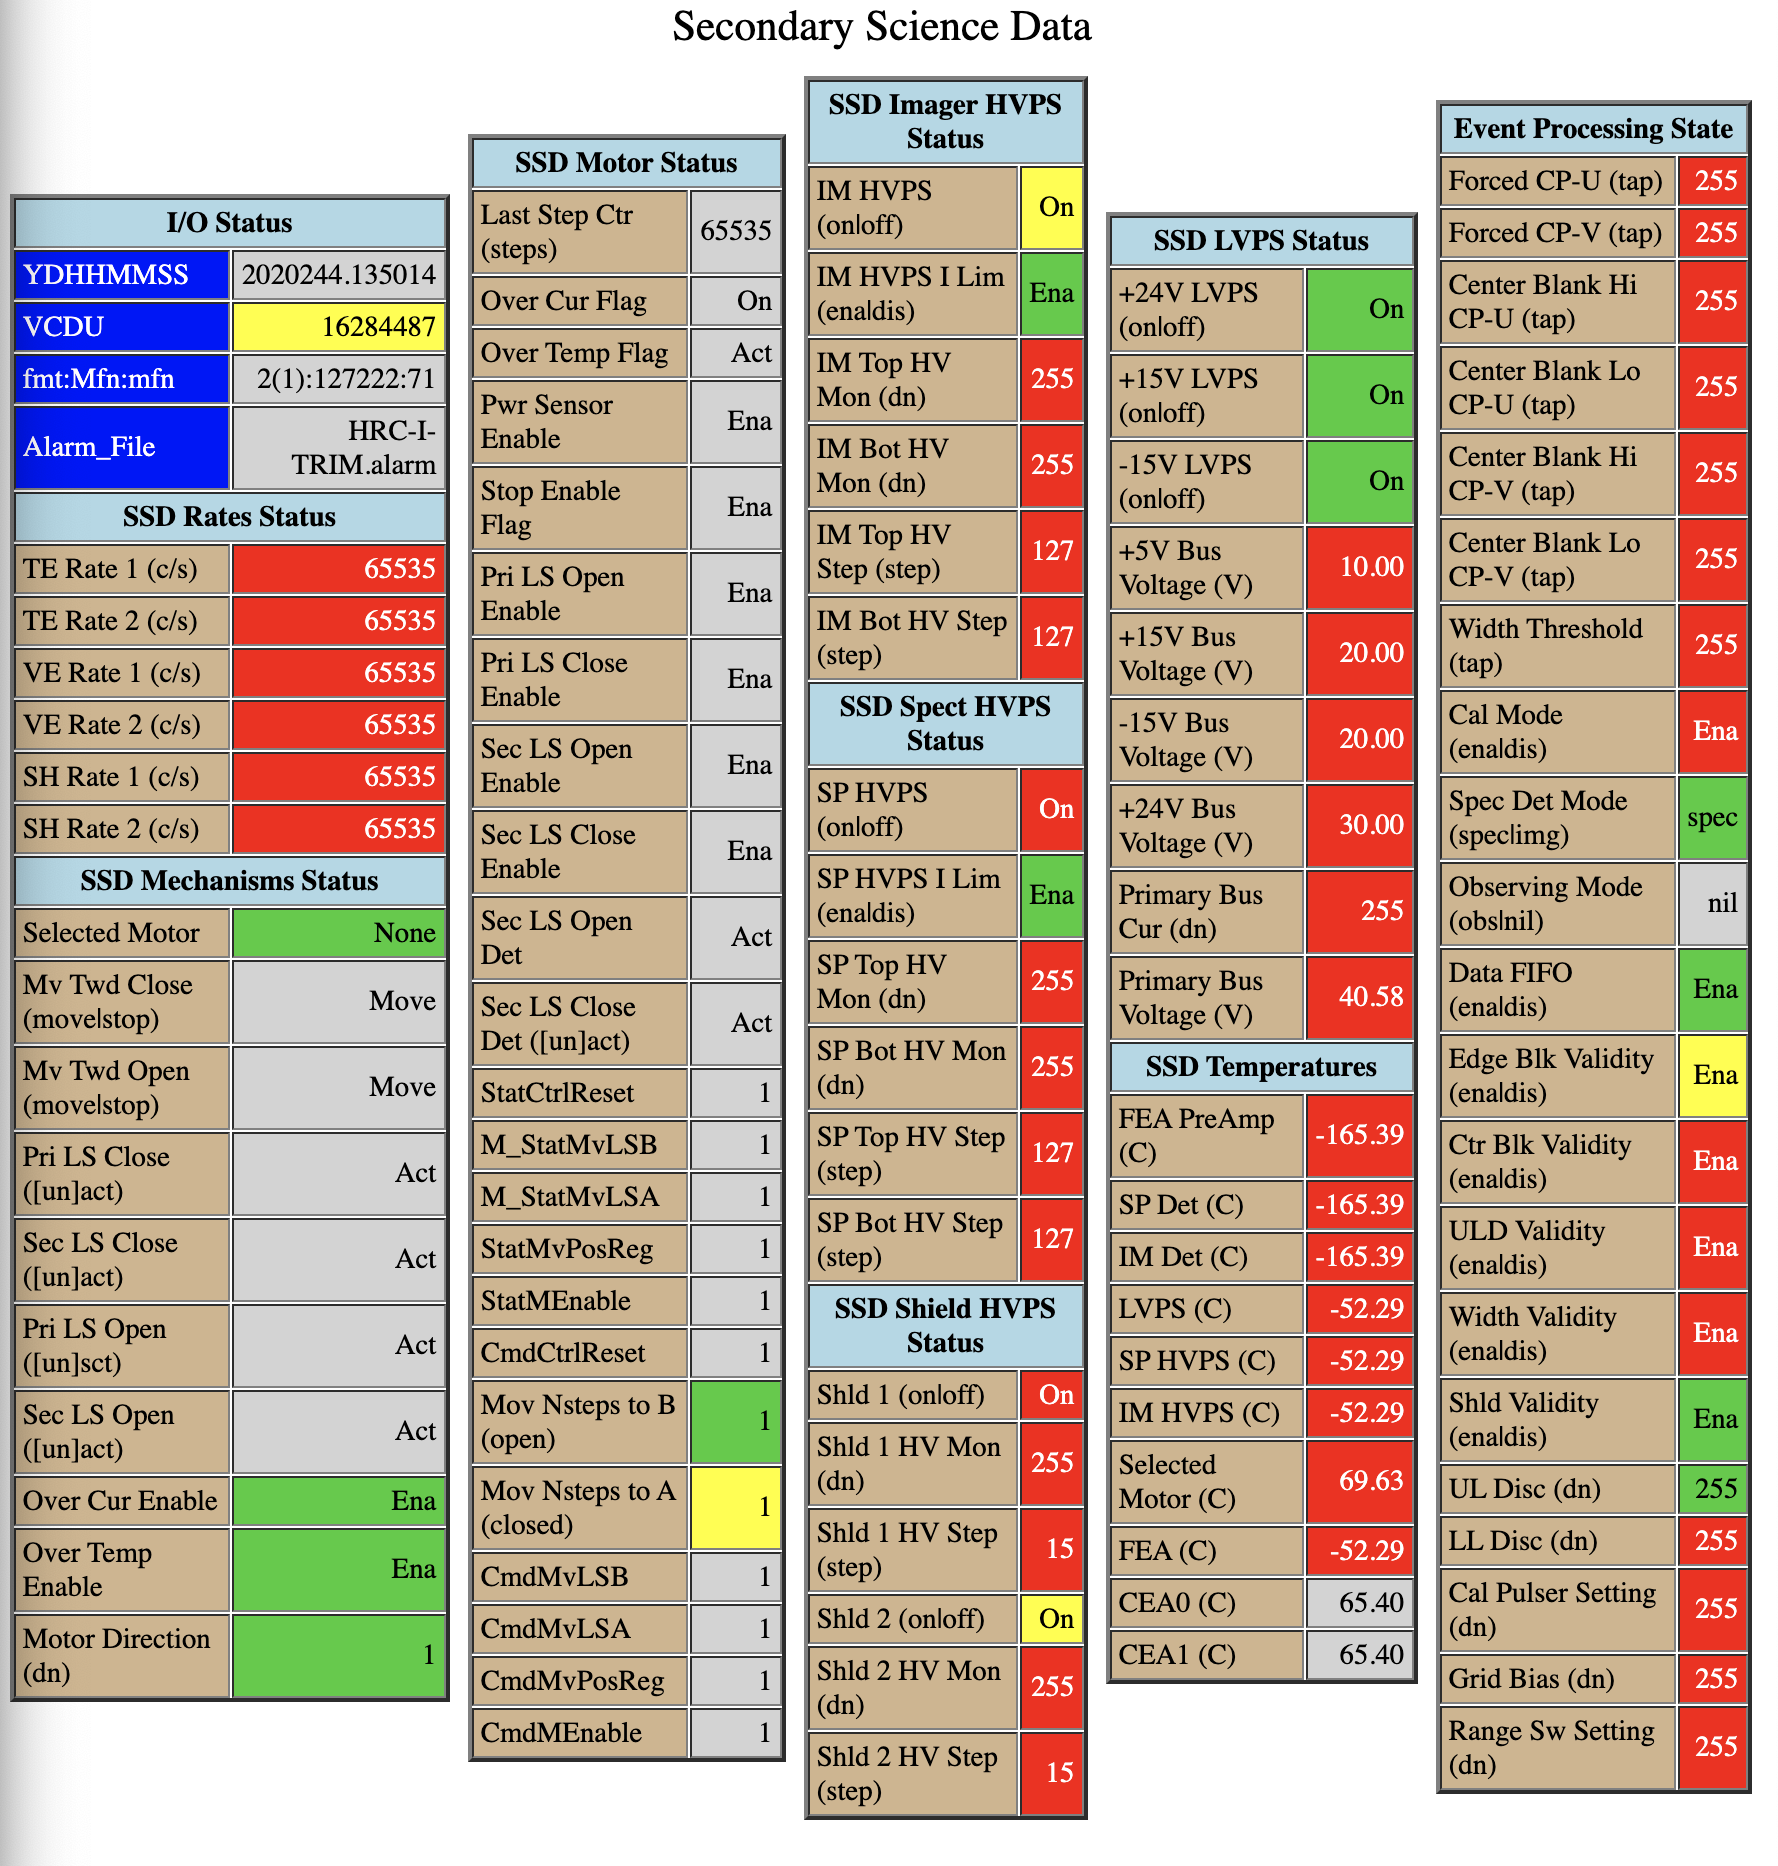 Secondary Science Data
I/O Status
YDHHMMSS 2020244.135014
VCDU 16284487
fmt:Mfn:mfn 2(1):127222:71
Alarm_File HRC-I-
TRIM.alarm
SSD Rates Status
TE Rate 1 (c/s) 65535
TE Rate 2 (c/s) 65535
VE Rate 1 (c/s) 65535
VE Rate 2 (c/s) 65535
SH Rate 1 (c/s) 65535
SH Rate 2 (c/s) 65535
SSD Mechanisms Status
Selected Motor None
Mv Twd Close
(move|stop) Move
Mv Twd Open
(move|stop) Move
Pri LS Close
([un]act) Act
Sec LS Close
([un]act) Act
Pri LS Open
([un]sct) Act
Sec LS Open
([un]act) Act
Over Cur Enable Ena
Over Temp
Enable Ena
Motor Direction
(dn) 1
SSD Motor Status
Last Step Ctr
(steps) 65535
Over Cur Flag On
Over Temp Flag Act
Pwr Sensor
Enable Ena
Stop Enable
Flag Ena
Pri LS Open
Enable Ena
Pri LS Close
Enable Ena
Sec LS Open
Enable Ena
Sec LS Close
Enable Ena
Sec LS Open
Det Act
Sec LS Close
Det ([un]act) Act
StatCtrlReset 1
M_StatMvLSB 1
M_StatMvLSA 1
StatMvPosReg 1
StatMEnable 1
CmdCtrlReset 1
Mov Nsteps to B
(open) 1
Mov Nsteps to A
(closed) 1
CmdMvLSB 1
CmdMvLSA 1
CmdMvPosReg 1
CmdMEnable 1
SSD Imager HVPS
Status
IM HVPS
(on|off) On
IM HVPS I Lim
(ena|dis) Ena
IM Top HV
Mon (dn) 255
IM Bot HV
Mon (dn) 255
IM Top HV
Step (step) 127
IM Bot HV Step
(step) 127
SSD Spect HVPS
Status
SP HVPS
(on|off) On
SP HVPS I Lim
(ena|dis) Ena
SP Top HV
Mon (dn) 255
SP Bot HV Mon
(dn) 255
SP Top HV Step
(step) 127
SP Bot HV Step
(step) 127
SSD Shield HVPS
Status
Shld 1 (on|off) On
Shld 1 HV Mon
(dn) 255
Shld 1 HV Step
(step) 15
Shld 2 (on|off) On
Shld 2 HV Mon
(dn) 255
Shld 2 HV Step
(step) 15
SSD LVPS Status
+24V LVPS
(on|off) On
+15V LVPS
(on|off) On
-15V LVPS
(on|off) On
+5V Bus
Voltage (V) 10.00
+15V Bus
Voltage (V) 20.00
-15V Bus
Voltage (V) 20.00
+24V Bus
Voltage (V) 30.00
Primary Bus
Cur (dn) 255
Primary Bus
Voltage (V) 40.58
SSD Temperatures
FEA PreAmp
(C) -165.39
SP Det (C) -165.39
IM Det (C) -165.39
LVPS (C) -52.29
SP HVPS (C) -52.29
IM HVPS (C) -52.29
Selected
Motor (C) 69.63
FEA (C) -52.29
CEA0 (C) 65.40
CEA1 (C) 65.40
Event Processing State
Forced CP-U (tap) 255
Forced CP-V (tap) 255
Center Blank Hi
CP-U (tap) 255
Center Blank Lo
CP-U (tap) 255
Center Blank Hi
CP-V (tap) 255
Center Blank Lo
CP-V (tap) 255
Width Threshold
(tap) 255
Cal Mode
(ena|dis) Ena
Spec Det Mode
(spec|img) spec
Observing Mode
(obs|nil) nil
Data FIFO
(ena|dis) Ena
Edge Blk Validity
(ena|dis) Ena
Ctr Blk Validity
(ena|dis) Ena
ULD Validity
(ena|dis) Ena
Width Validity
(ena|dis) Ena
Shld Validity
(ena|dis) Ena
UL Disc (dn) 255
LL Disc (dn) 255
Cal Pulser Setting
(dn) 255
Grid Bias (dn) 255
Range Sw Setting
(dn) 255